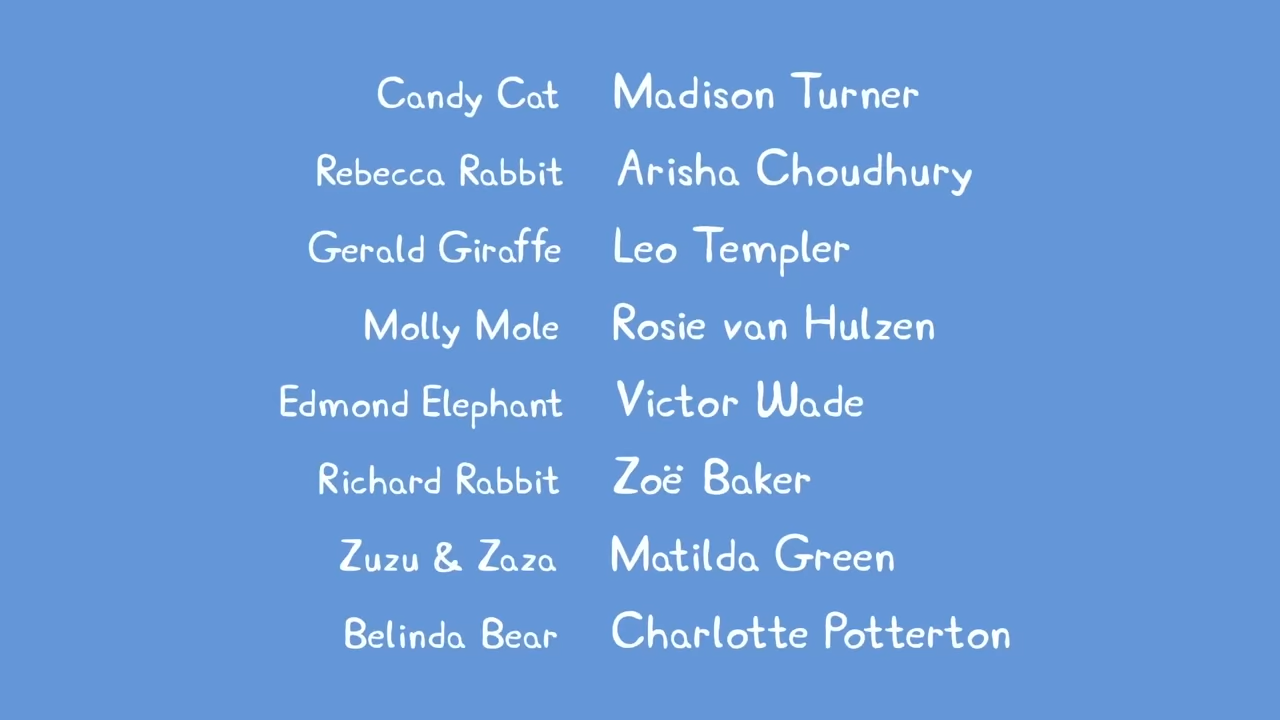 Candy Cat Madison Turner
Rebecca Rabbit Arisha Choudhury
Gerald Giraffe Leo Templer
Molly Mole Rosie van Hulzen
Edmond Elephant Victor Wade
Richard Rabbit Zoë Baker
Zuzu & Zaza Matilda Green
Belinda Bear Charlotte Potterton